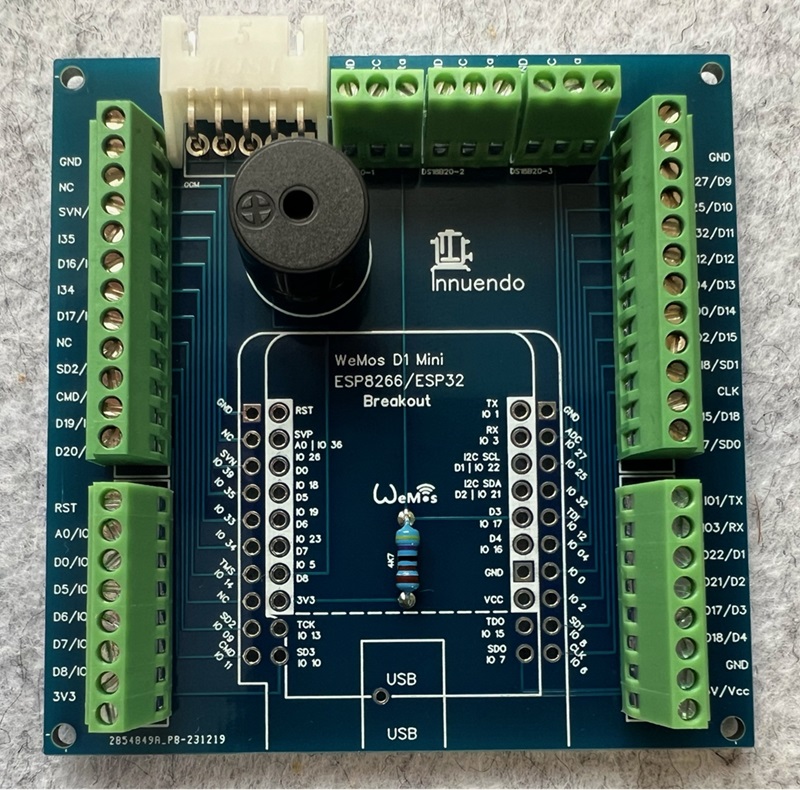 5
COM
DS18B20-2
DS18B20-3
GND
NC
SVN/
I35
D16/I
I34
D17/I
NC
SD2/
CMD/
D19/I
D20/
RST
A0/IO
D0/IO
D5/IO
D6/IO
D7/IO
D8/IO
3V3
Innuendo
WeMos D1 Mini
ESP8266/ESP32
Breakout
GND
NC
SVN
IO 39
IO 35
IO 33
IO 34
TMS
IO 14
NC
SD2
IO 09
CMD
IO 11
RST
SVP
A0 | IO 36
IO 26
D0
IO 18
D5
IO 19
D6
IO 23
D7
IO 5
D8
3V3
TCK
IO 13
SD3
IO 10
WeMos
4K7
TX
IO 1
RX
IO 3
I2C SCL
D1 | IO 22
I2C SDA
D2 | IO 21
D3
IO 17
D4
IO 16
GND
VCC
TDO
IO 15
SD0
IO 7
GND
ADC
IO 27
IO 25
IO 32
TDI
IO 12
IO 04
IO 0
IO 2
SD1
IO 8
CLK
IO 6
USB
USB
GND
27/D9
25/D10
32/D11
12/D12
04/D13
00/D14
02/D15
18/SD1
CLK
15/D18
7/SD0
IO1/TX
IO3/RX
D22/D1
D21/D2
D17/D3
D18/D4
GND
5V/Vcc
2854849A_P8-231219